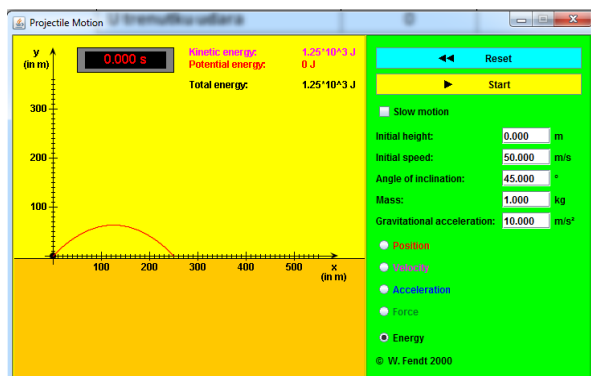 Projectile Motion
U trenutku udara 0
y
(in m)
300
200
100
100 200 300 400 500 x
(in m)
0.000 s
Kinetic energy: 1.25*10^3 J
Potential energy: 0 J
Total energy: 1.25*10^3 J
Reset
Start
Slow motion
Initial height: 0.000 m
Initial speed: 50.000 m/s
Angle of inclination: 45.000 °
Mass: 1.000 kg
Gravitational acceleration: 10.000 m/s²
Position
Velocity
Acceleration
Force
Energy
© W. Fendt 2000